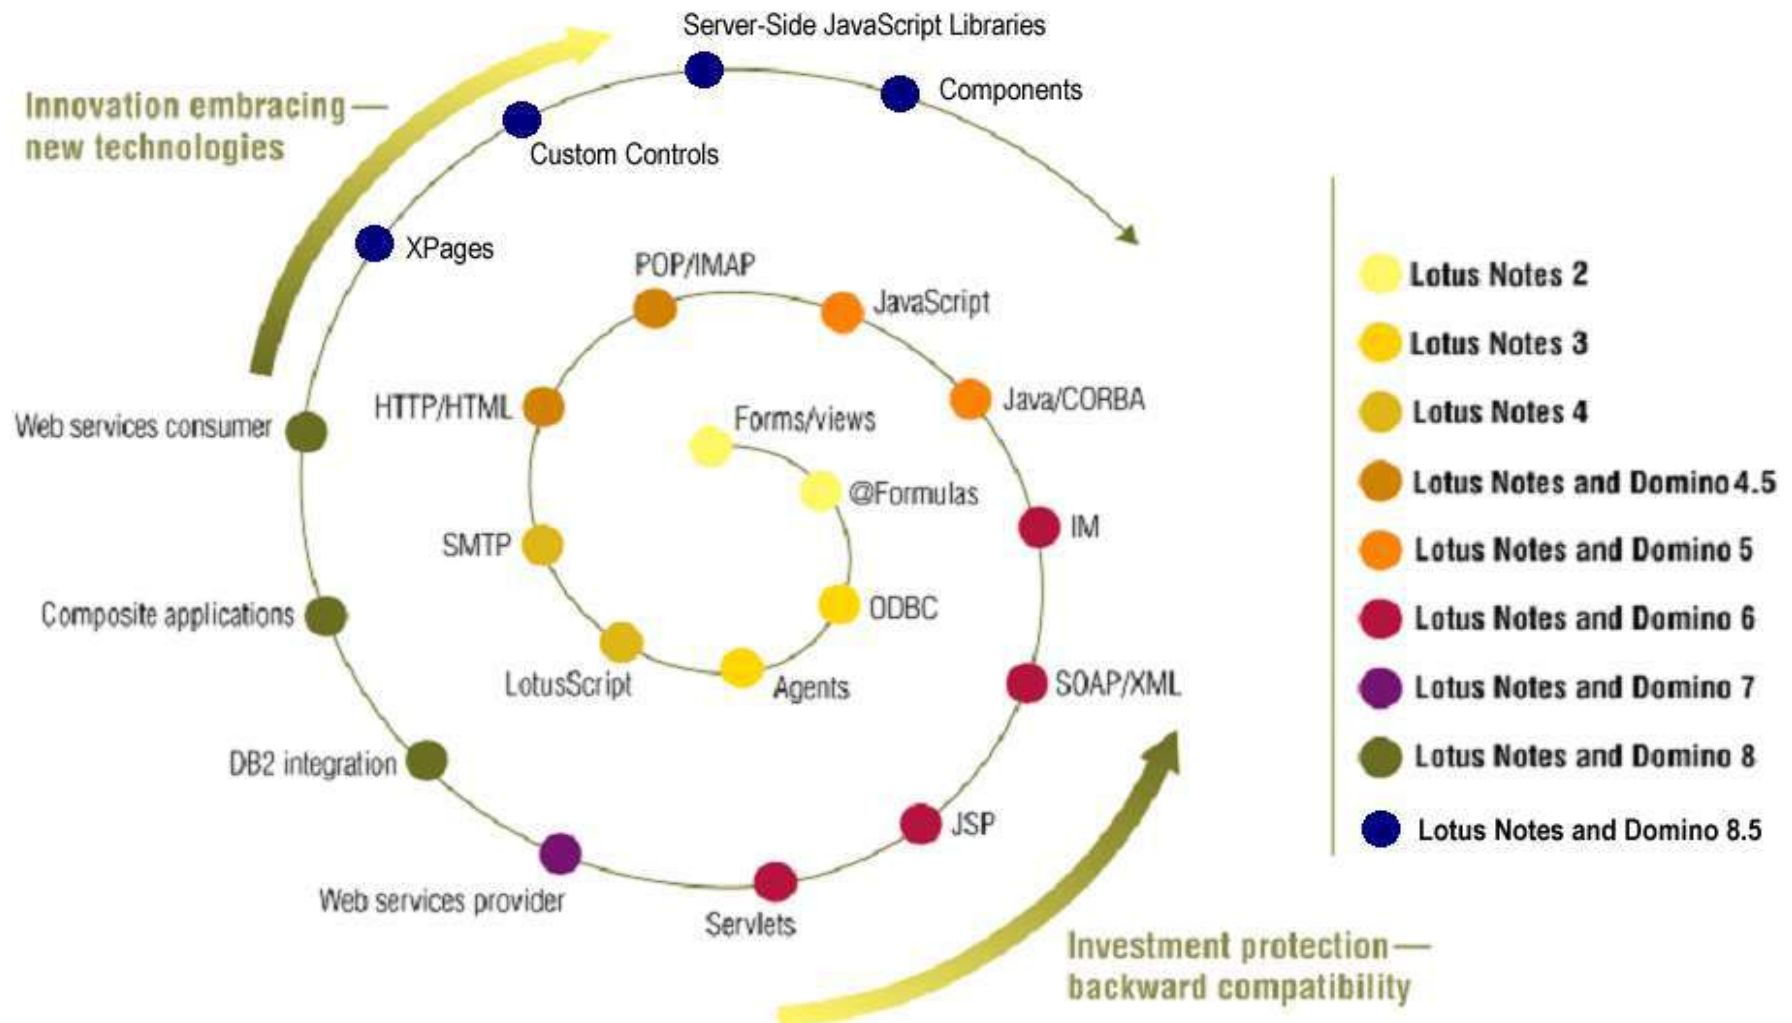 Server-Side JavaScript Libraries
Components
Innovation embracing—
new technologies
Custom Controls
XPages
POP/IMAP
JavaScript
HTTP/HTML
Java/CORBA
Forms/views
Web services consumer
@Formulas
IM
SMTP
ODBC
Composite applications
LotusScript
Agents
SOAP/XML
DB2 integration
JSP
Web services provider
Servlets
Investment protection—
backward compatibility
Lotus Notes 2
Lotus Notes 3
Lotus Notes 4
Lotus Notes and Domino 4.5
Lotus Notes and Domino 5
Lotus Notes and Domino 6
Lotus Notes and Domino 7
Lotus Notes and Domino 8
Lotus Notes and Domino 8.5